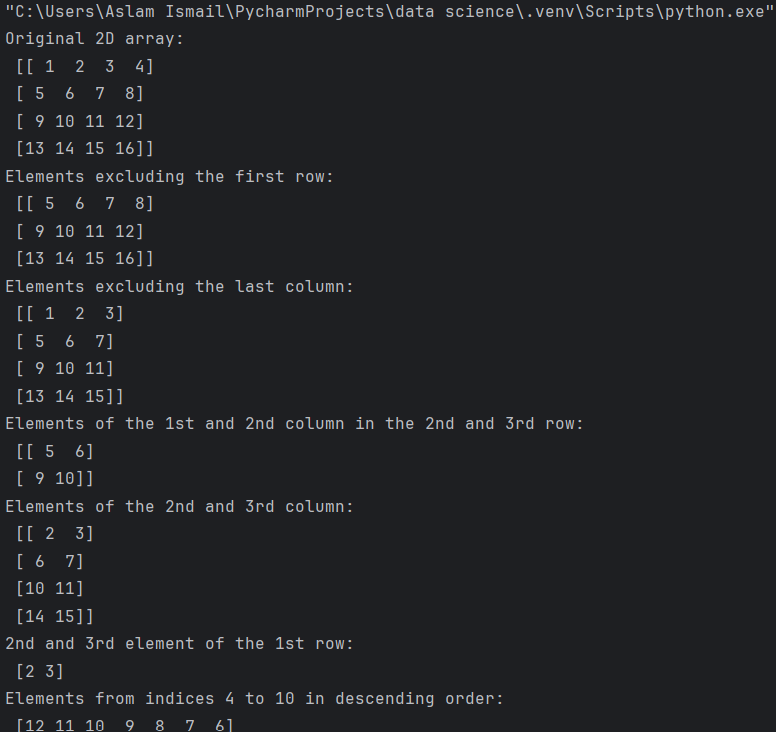 "C:\Users\Aslam Ismail\PycharmProjects\data science\.venv\Scripts\python.exe"
Original 2D array:
 [[ 1  2  3  4]
 [ 5  6  7  8]
 [ 9 10 11 12]
 [13 14 15 16]]
Elements excluding the first row:
 [[ 5  6  7  8]
 [ 9 10 11 12]
 [13 14 15 16]]
Elements excluding the last column:
 [[ 1  2  3]
 [ 5  6  7]
 [ 9 10 11]
 [13 14 15]]
Elements of the 1st and 2nd column in the 2nd and 3rd row:
 [[ 5  6]
 [ 9 10]]
Elements of the 2nd and 3rd column:
 [[ 2  3]
 [ 6  7]
 [10 11]
 [14 15]]
2nd and 3rd element of the 1st row:
 [2 3]
Elements from indices 4 to 10 in descending order:
 [12 11 10  9  8  7  6]